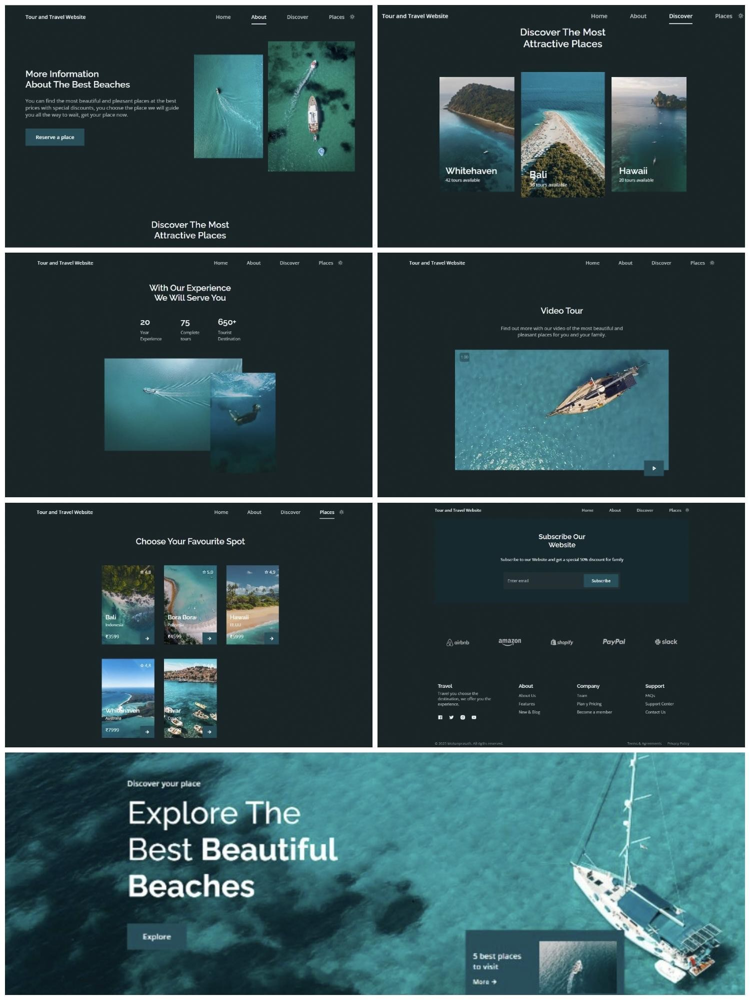 Tour and Travel Website
Home
About
Discover
Places
More Information
About The Best Beaches
You can find the most beautiful and pleasant places at the best
prices with special discounts, you choose the place we will guide
you all the way to wait, get your place now.
Reserve a place
Discover The Most
Attractive Places
Tour and Travel Website
Home
About
Discover
Places
Discover The Most
Attractive Places
Whitehaven
42 tours available
Bali
36 tours available
Hawaii
20 tours available
Tour and Travel Website
Home
About
Discover
Places
With Our Experience
We Will Serve You
20
Year
Experience
75
Complete
tours
650+
Tourist
Destination
Tour and Travel Website
Home
About
Discover
Places
Video Tour
Find out more with our video of the most beautiful and
pleasant places for you and your family.
1.00
Tour and Travel Website
Home
About
Discover
Places
Choose Your Favourite Spot
4,8
Bali
Indonesia
₹3599
5,0
Bora Bora
Polinesia
₹4599
4,9
Hawaii
EE.UU
₹5999
4,8
Whitehaven
Australia
₹7999
Hvar
Croacia
Tour and Travel Website
Home
About
Discover
Places
Subscribe Our
Website
Subscribe to our Website and get a special 50% discount for family
Enter email
Subscribe
airbnb
amazon
shopify
PayPal
slack
Travel
Travel you choose the
destination, we offer you the
experience.
About
About Us
Features
New & Blog
Company
Team
Plan y Pricing
Become a member
Support
FAQs
Support Center
Contact Us
© 2023 Mohanprasath. All rigths reserved.
Terms & Agreements
Privacy Policy
Discover your place
Explore The
Best Beautiful
Beaches
Explore
5 best places
to visit
More